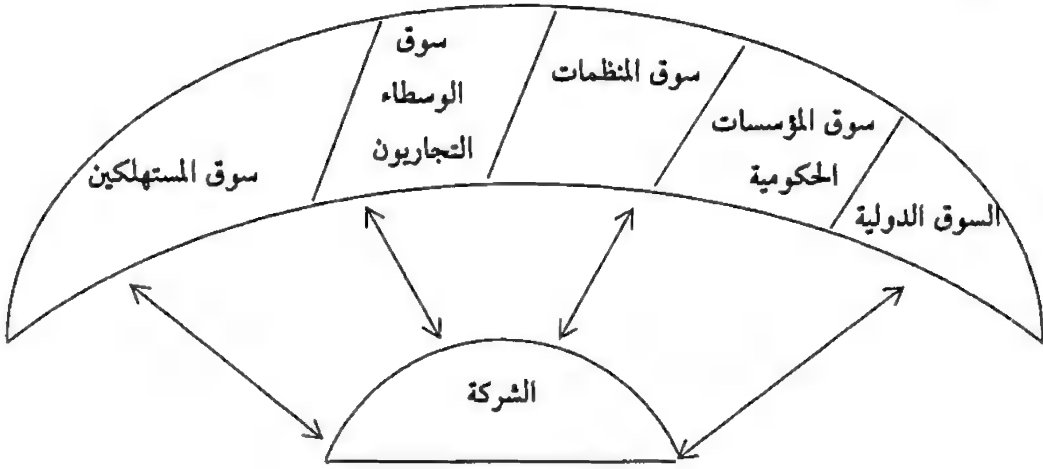 سوق
الوسطاء
التجاريون
سوق المنظمات
سوق المؤسسات
الحكومية
السوق الدولية
سوق المستهلكين
الشركة